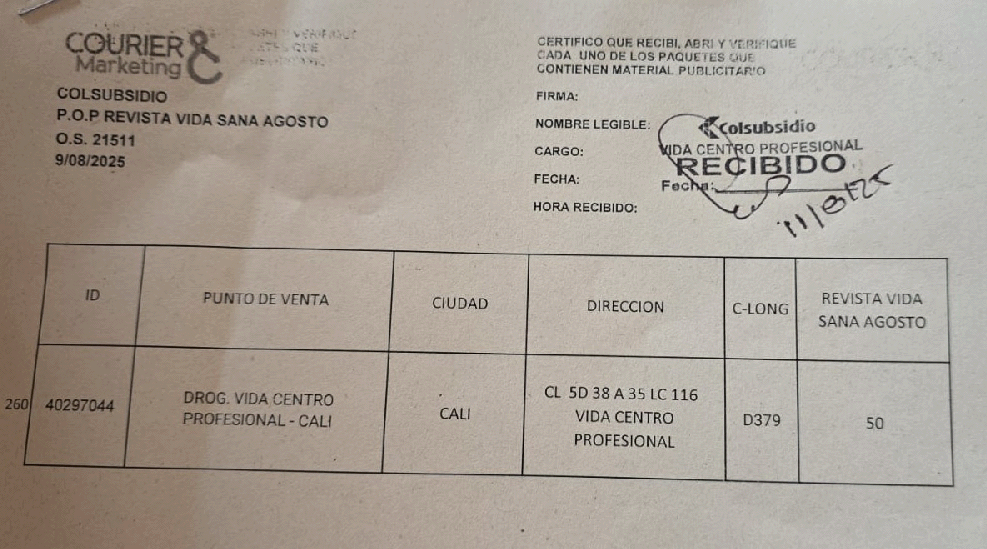 COURIER &
Marketing
COLSUBSIDIO
P.O.P REVISTA VIDA SANA AGOSTO
O.S. 21511
9/08/2025
CERTIFICO QUE RECIBI, ABRI Y VERIFIQUE
CADA UNO DE LOS PAQUETES QUE
CONTIENEN MATERIAL PUBLICITARIO
FIRMA:
NOMBRE LEGIBLE:
CARGO:
FECHA:
HORA RECIBIDO:
Colsubsidio
VIDA CENTRO PROFESIONAL
RECIBIDO
Fecha:
11/8/25
ID
PUNTO DE VENTA
CIUDAD
DIRECCION
C-LONG
REVISTA VIDA
SANA AGOSTO
260
40297044
DROG. VIDA CENTRO
PROFESIONAL - CALI
CALI
CL 5D 38 A 35 LC 116
VIDA CENTRO
PROFESIONAL
D379
50